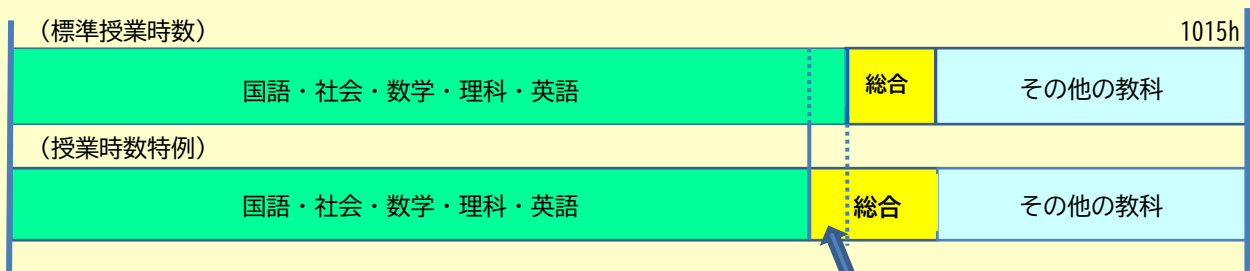 (標準授業時数)
1015h
国語・社会・数学・理科・英語
総合
その他の教科
(授業時数特例)
国語・社会・数学・理科・英語
総合
その他の教科